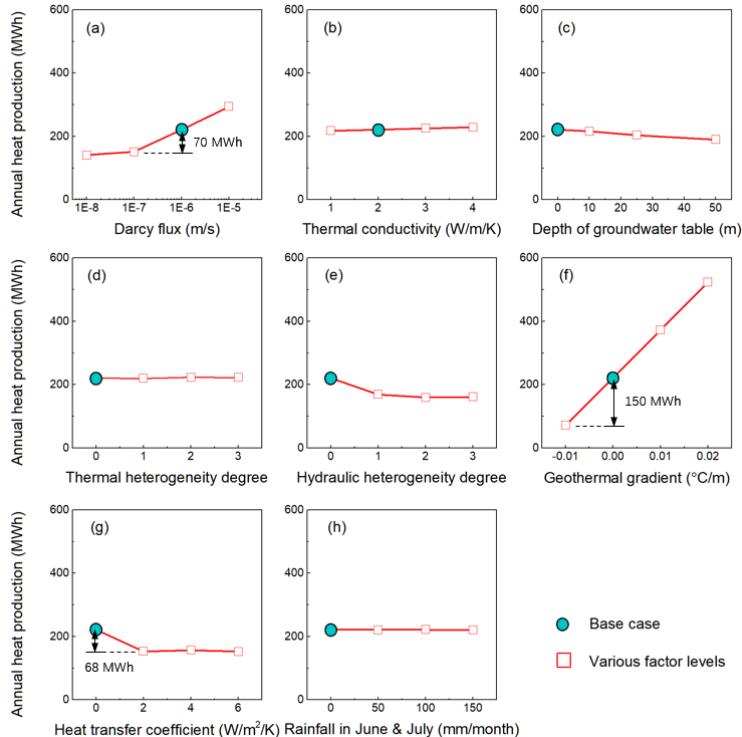 Annual heat production (MWh)
600
400
200
0
(a)
70 MWh
1E-8 1E-7 1E-6 1E-5
Darcy flux (m/s)
600
400
200
0
(b)
1 2 3 4
Thermal conductivity (W/m/K)
600
400
200
0
(c)
0 10 20 30 40 50
Depth of groundwater table (m)
Annual heat production (MWh)
600
400
200
0
(d)
0 1 2 3
Thermal heterogeneity degree
600
400
200
0
(e)
0 1 2 3
Hydraulic heterogeneity degree
600
400
200
0
(f)
150 MWh
-0.01 0.00 0.01 0.02
Geothermal gradient (°C/m)
Annual heat production (MWh)
600
400
200
0
(g)
68 MWh
0 2 4 6
Heat transfer coefficient (W/m²/K)
600
400
200
0
(h)
0 50 100 150
Rainfall in June & July (mm/month)
Base case
Various factor levels